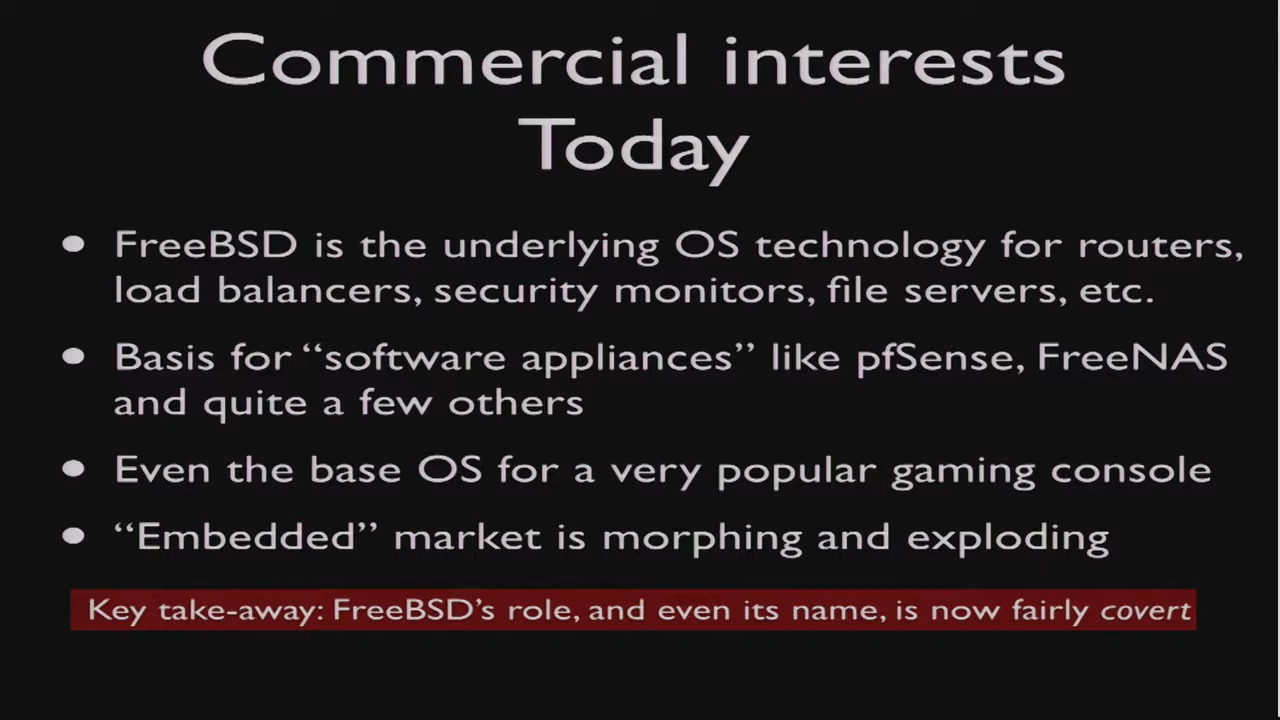 Commercial interests
Today
• FreeBSD is the underlying OS technology for routers,
load balancers, security monitors, file servers, etc.
• Basis for “software appliances” like pfSense, FreeNAS
and quite a few others
• Even the base OS for a very popular gaming console
• “Embedded” market is morphing and exploding
Key take-away: FreeBSD’s role, and even its name, is now fairly covert